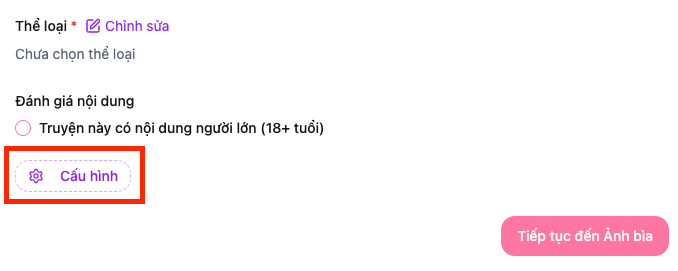 Thể loại * Chỉnh sửa
Chưa chọn thể loại
Đánh giá nội dung
Truyện này có nội dung người lớn (18+ tuổi)
Cấu hình
Tiếp tục đến Ảnh bìa